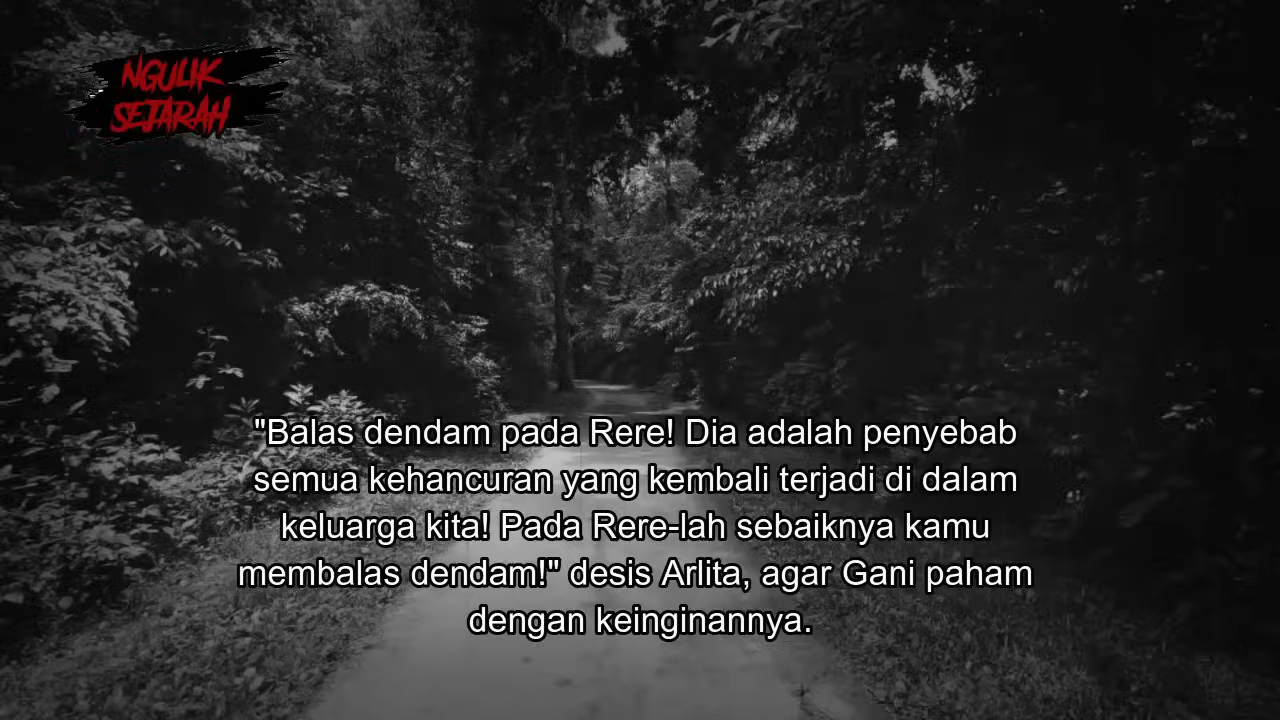 NGULIK
SEJARAH
"Balas dendam pada Rere! Dia adalah penyebab
semua kehancuran yang kembali terjadi di dalam
keluarga kita! Pada Rere-lah sebaiknya kamu
membalas dendam!" desis Arlita, agar Gani paham
dengan keinginannya.